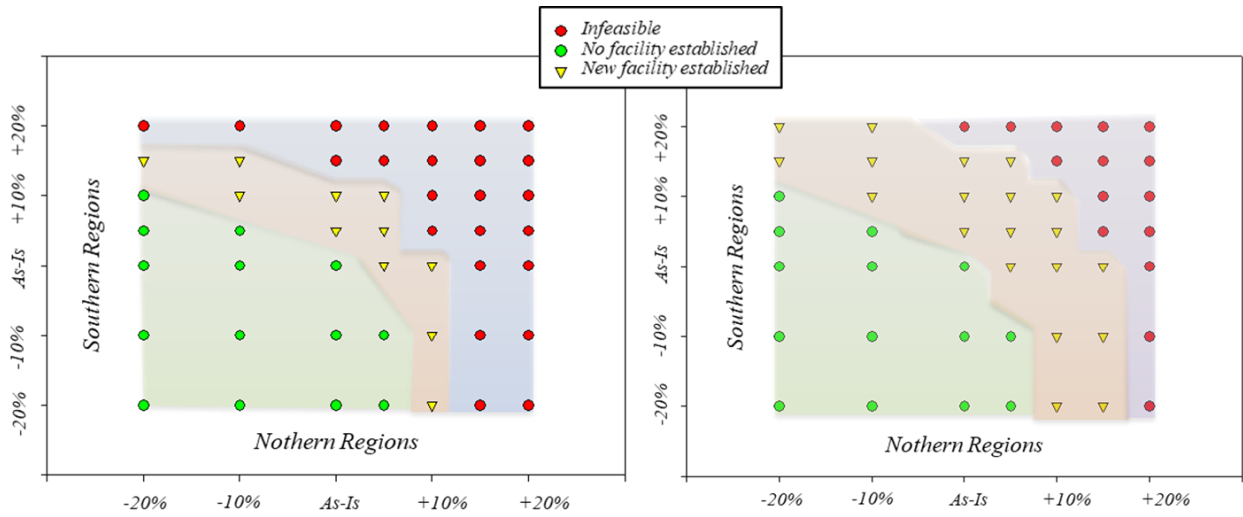 Infeasible
No facility established
New facility established
+20%
+10%
As-Is
-10%
-20%
Southern Regions
Nothern Regions
-20%
-10%
As-Is
+10%
+20%
+20%
+10%
As-Is
-10%
-20%
Southern Regions
Nothern Regions
-20%
-10%
As-Is
+10%
+20%